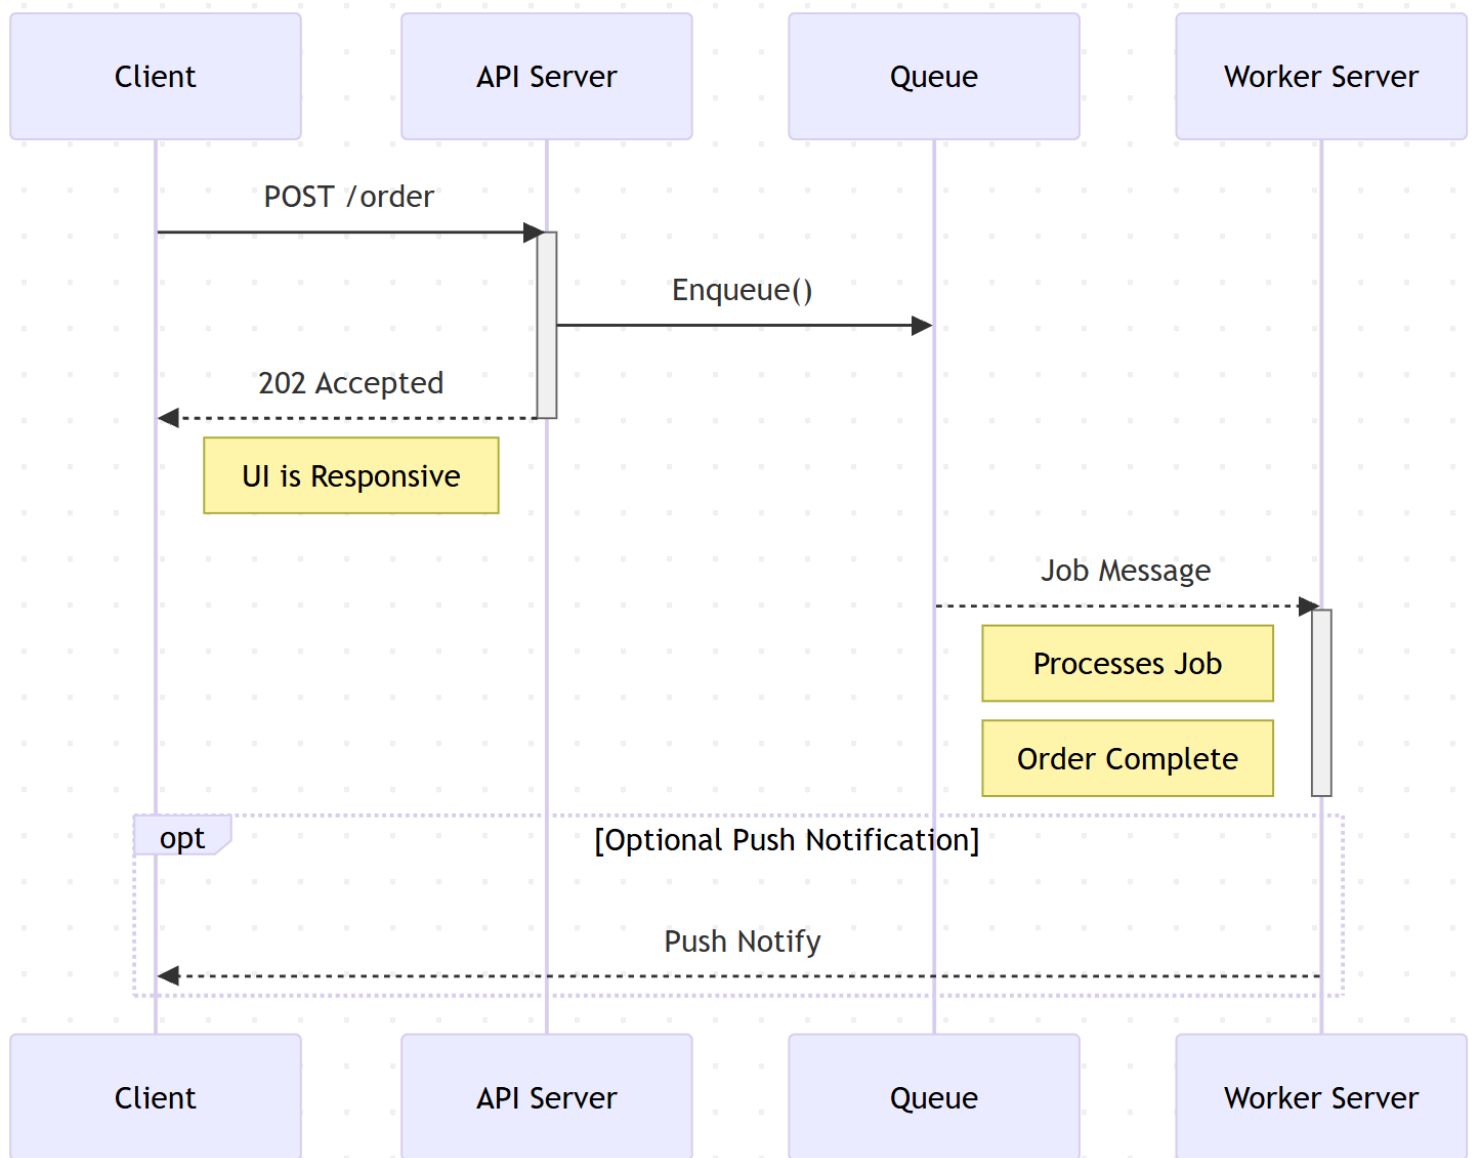 Client
API Server
Queue
Worker Server
POST /order
Enqueue()
202 Accepted
UI is Responsive
Job Message
Processes Job
Order Complete
opt
[Optional Push Notification]
Push Notify
Client
API Server
Queue
Worker Server